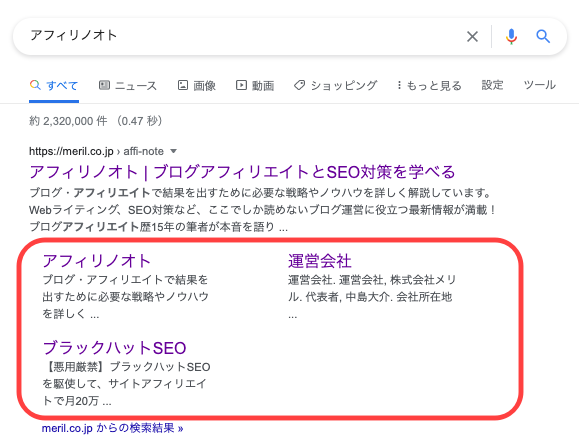 アフィリノオト
すべて ニュース 画像 動画 ショッピング もっと見る 設定 ツール
約 2,320,000 件 （0.47 秒）
https://meril.co.jp › affi-note
アフィリノオト | ブログアフィリエイトとSEO対策を学べる
ブログ・アフィリエイトで結果を出すために必要な戦略やノウハウを詳しく解説しています。
Webライティング、SEO対策など、ここでしか読めないブログ運営に役立つ最新情報が満載！
ブログアフィリエイト歴15年の筆者が本音を語り ...
アフィリノオト
ブログ・アフィリエイトで結果を
出すために必要な戦略やノウハウ
を詳しく ...
運営会社
運営会社. 運営会社, 株式会社メリ
ル. 代表者, 中島大介. 会社所在地
...
ブラックハットSEO
【悪用厳禁】ブラックハットSEO
を駆使して、サイトアフィリエイ
トで月20万 ...
meril.co.jp からの検索結果 »